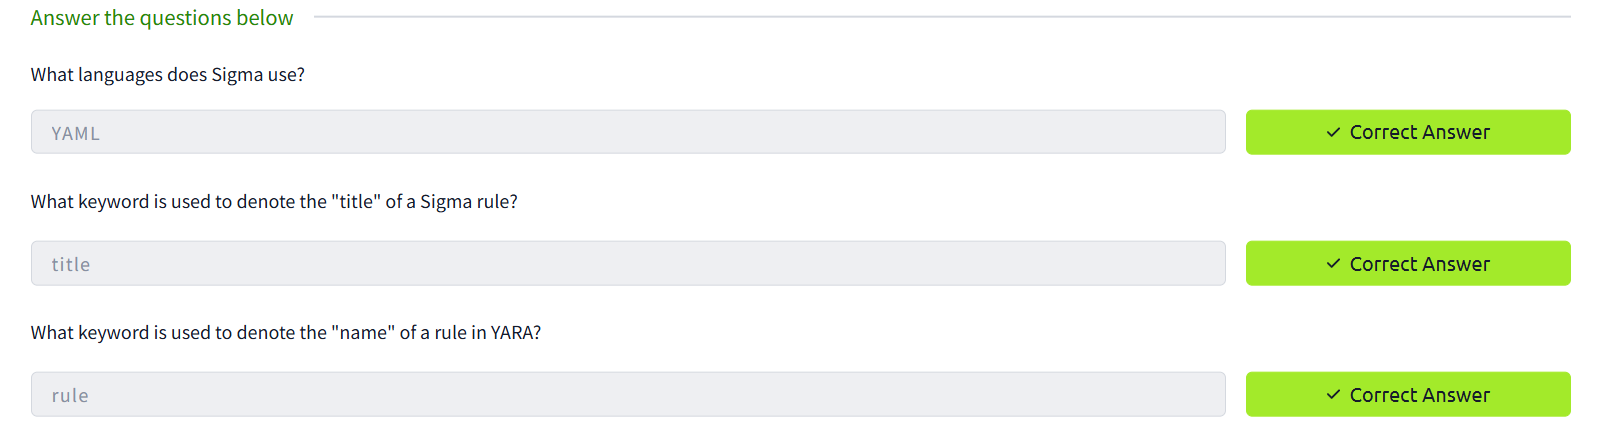 Answer the questions below
What languages does Sigma use?
YAML
Correct Answer
What keyword is used to denote the "title" of a Sigma rule?
title
Correct Answer
What keyword is used to denote the "name" of a rule in YARA?
rule
Correct Answer